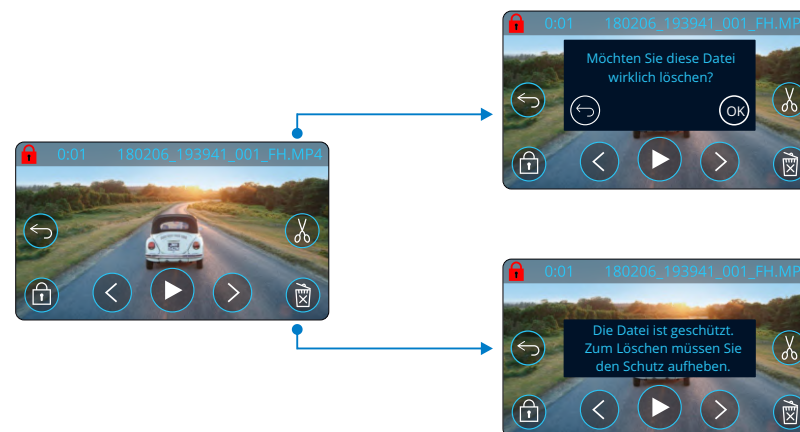 0:01 180206_193941_001_FH.MP4
0:01 180206_193941_001_FH.MP
Möchten Sie diese Datei
wirklich löschen?
OK
0:01 180206_193941_001_FH.MP
Die Datei ist geschützt.
Zum Löschen müssen Sie
den Schutz aufheben.